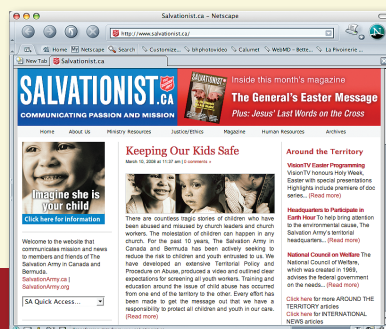 Salvationist.ca – Netscape
http://www.salvationist.ca/
Home My Netscape Search Customize... bhphotovideo Calumet WebMD – Bette... La Pivoinerie ...
New Tab Salvationist.ca
SALVATIONIST.CA
COMMUNICATING PASSION AND MISSION
Inside this month's magazine
The General's Easter Message
Plus: Jesus' Last Words on the Cross
Home About Us Ministry Resources Justice/Ethics Magazine Human Resources Archives
Imagine she is
your child
Click here for information
Welcome to the website that
communicates mission and news
to members and friends of The
Salvation Army in Canada and
Bermuda.
SalvationArmy.ca |
SalvationArmy.org
SA Quick Access...
Keeping Our Kids Safe
March 10, 2008 at 11:37 am | 0 comments »
There are countless tragic stories of children who have
been abused and misused by church leaders and church
workers. The molestation of children can happen in any
church. For the past 10 years, The Salvation Army in
Canada and Bermuda has been actively seeking to
reduce the risk to children and youth entrusted to us. We
have developed an extensive Territorial Policy and
Procedure on Abuse, produced a video and outlined clear
expectations for screening all youth workers. Training and
education around the issue of child abuse has occurred
from one end of the territory to the other. Every effort has
been made to get the message out that we have a
responsibility to protect all children and youth in our care.
(Read more)
Around the Territory
VisionTV Easter Programming
VisionTV honours Holy Week,
Easter with special presentations
Highlights include premiere of doc
series... (Read more)
Headquarters to Participate in
Earth Hour To help bring attention
to the environmental cause, The
Salvation Army's territorial
headquarters... (Read more)
National Council on Welfare The
National Council of Welfare,
which was created in 1969,
advises the federal government
on the needs... (Read more)
Click here for more AROUND THE
TERRITORY articles
Click here for INTERNATIONAL
NEWS articles